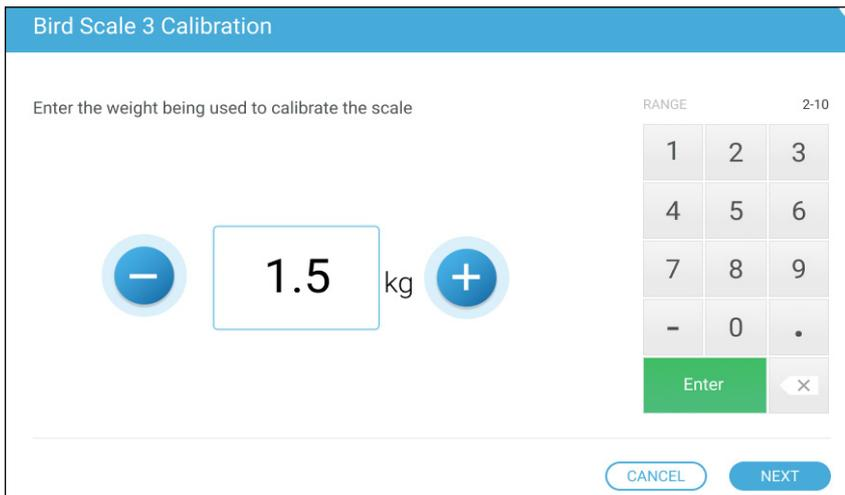 Bird Scale 3 Calibration
Enter the weight being used to calibrate the scale
RANGE 2-10
1 2 3
4 5 6
7 8 9
- 0 .
Enter
− 1.5 kg +
CANCEL NEXT